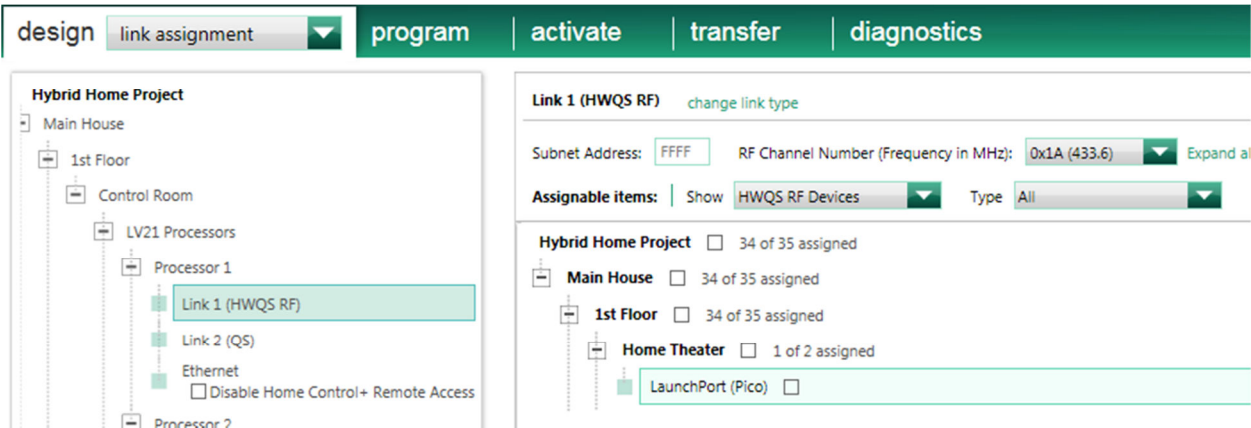 design link assignment program activate transfer diagnostics
Hybrid Home Project
Main House
1st Floor
Control Room
LV21 Processors
Processor 1
Link 1 (HWQS RF)
Link 2 (QS)
Ethernet
Disable Home Control+ Remote Access
Processor 2
Link 1 (HWQS RF) change link type
Subnet Address: FFFF RF Channel Number (Frequency in MHz): 0x1A (433.6) Expand al
Assignable items: Show HWQS RF Devices Type All
Hybrid Home Project 34 of 35 assigned
Main House 34 of 35 assigned
1st Floor 34 of 35 assigned
Home Theater 1 of 2 assigned
LaunchPort (Pico)